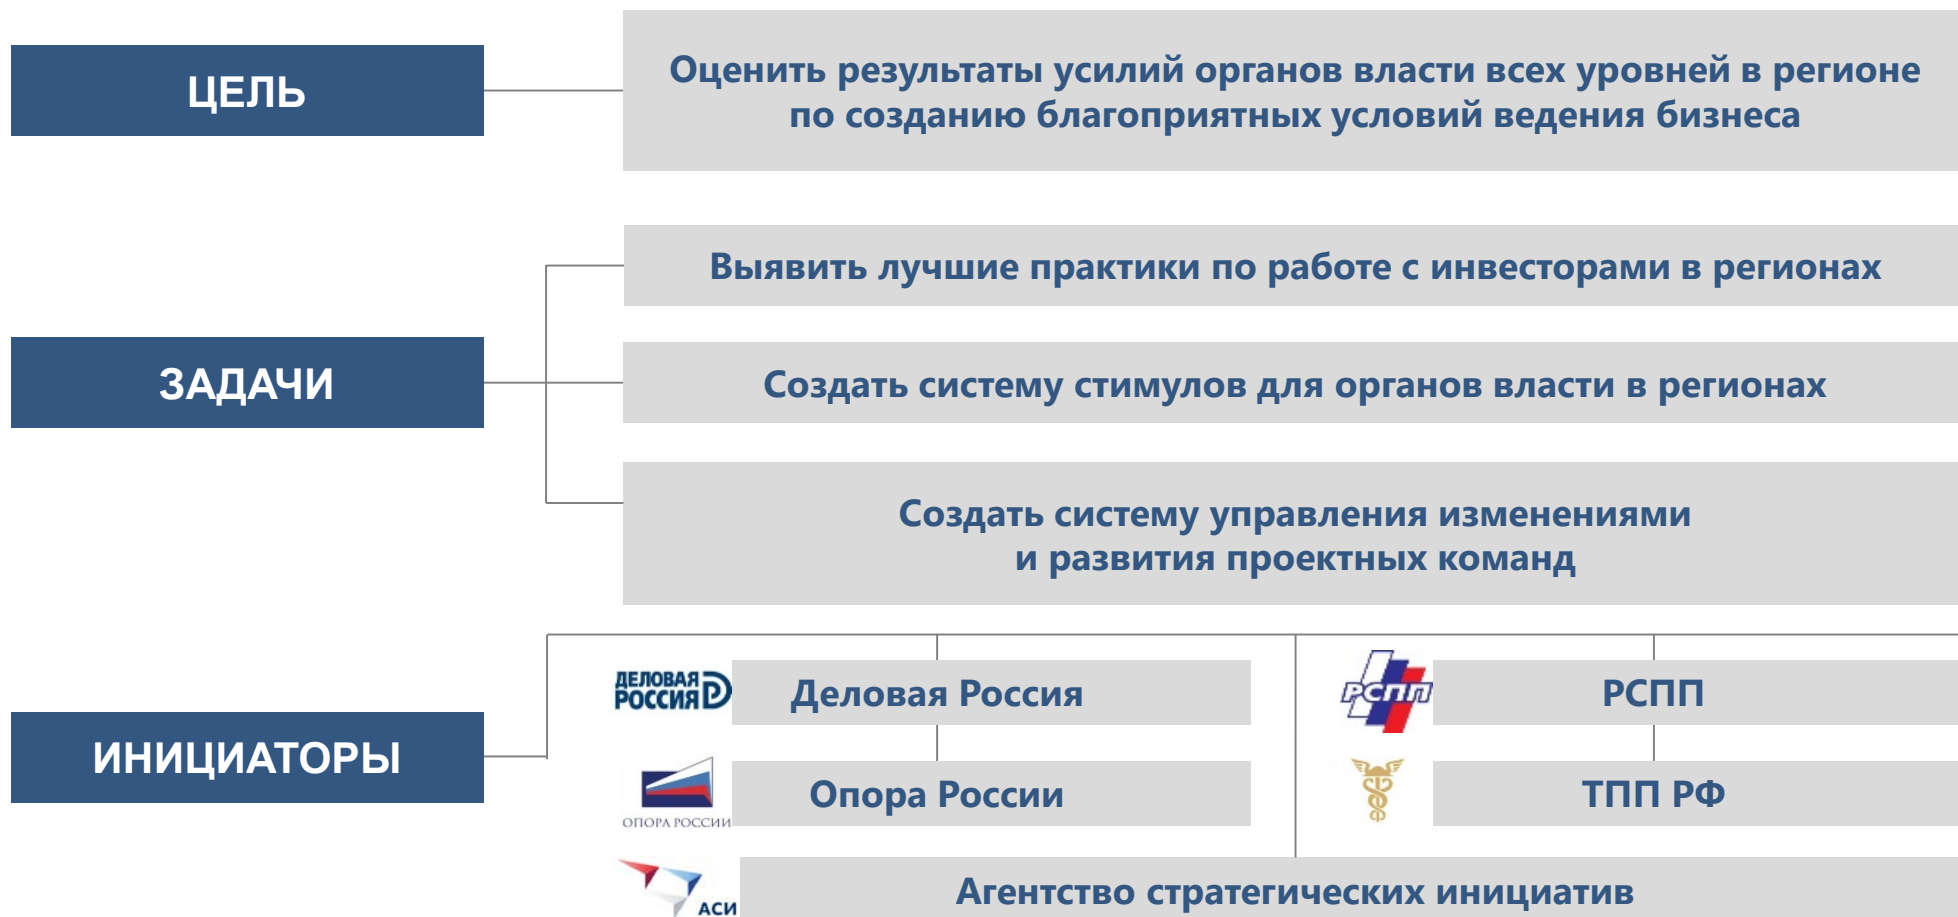 ЦЕЛЬ
Оценить результаты усилий органов власти всех уровней в регионе
по созданию благоприятных условий ведения бизнеса
Выявить лучшие практики по работе с инвесторами в регионах
ЗАДАЧИ
Создать систему стимулов для органов власти в регионах
Создать систему управления изменениями
и развития проектных команд
ИНИЦИАТОРЫ
ДЕЛОВАЯ
РОССИЯ
Деловая Россия
РСПП
РСПП
ОПОРА РОССИИ
Опора России
ТПП РФ
АСИ
Агентство стратегических инициатив